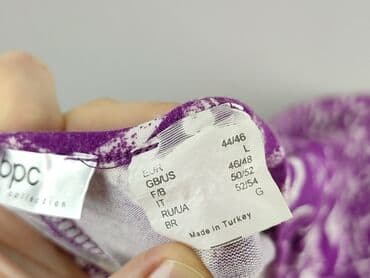 bpc
collection
EUR 44/46
GB/US L
F/B 46/48
IT 50/52
RU/UA 52/54
BR G
Made in Turkey